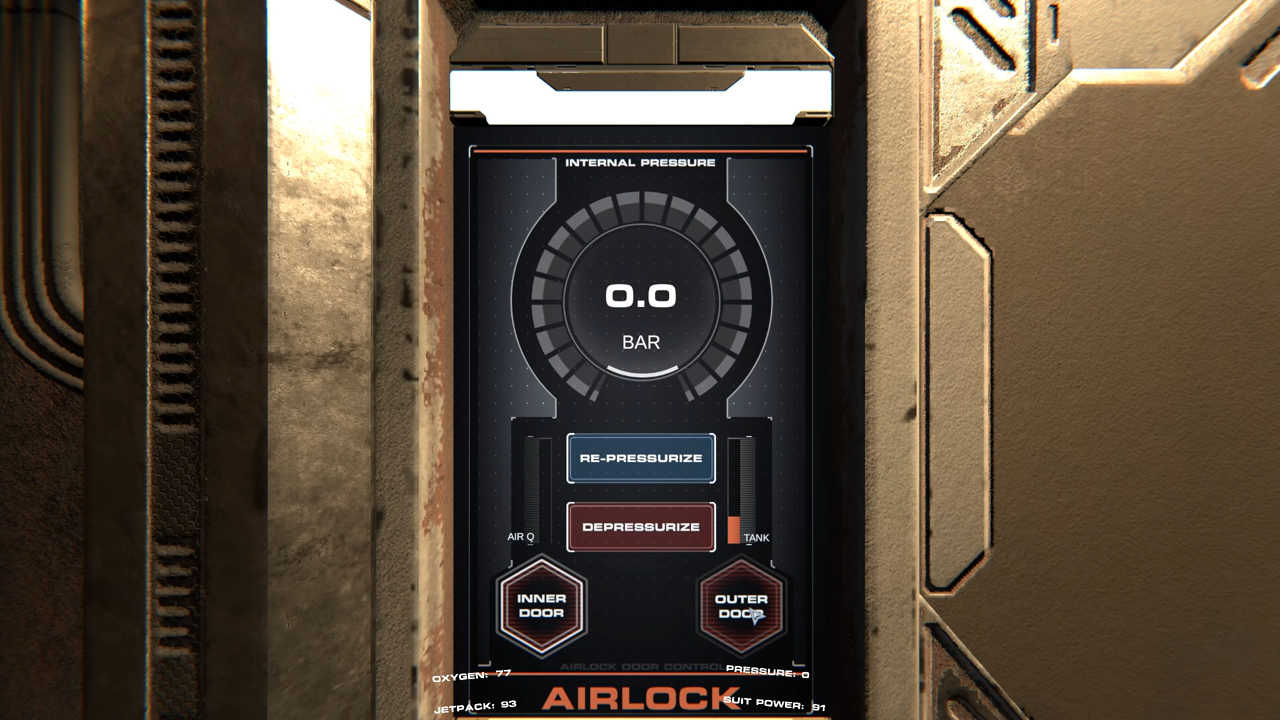 INTERNAL PRESSURE
0.0
BAR
RE-PRESSURIZE
DEPRESSURIZE
AIR Q
TANK
INNER
DOOR
OUTER
DOOR
AIRLOCK DOOR CONTROL
OXYGEN: 77
PRESSURE: 0
AIRLOCK
JETPACK: 93
SUIT POWER: 91